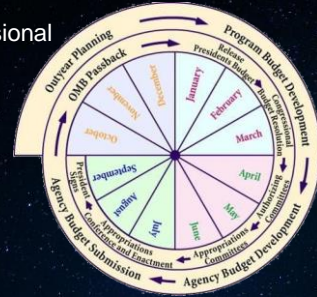 sional
Outyear Planning
Program Budget Development
Agency Budget Development
Agency Budget Submission
OMB Passback
Release
Presidents Budget
Congressional
Budget Resolution
Authorizing
Committees
Appropriations
Committees
Appropriations
Conference and Enactment
President
Signs
January
February
March
April
May
June
July
August
September
October
November
December